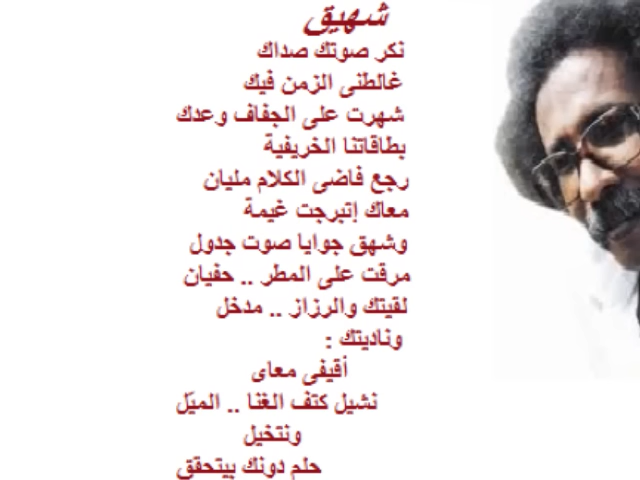 شهيق
نكر صوتك صداك
غالطنى الزمن فيك
شهرت على الجفاف وعدك
بطاقاتنا الخريفية
رجع فاضى الكلام مليان
معاك إتبرجت غيمة
وشهق جوايا صوت جدول
مرقت على المطر .. حفيان
لقيتك والرزاز .. مدخل
وناديتك :
أقيفى معاى
نشيل كتف الغنا .. الميّل
ونتخيل
حلم دونك بيتحقق